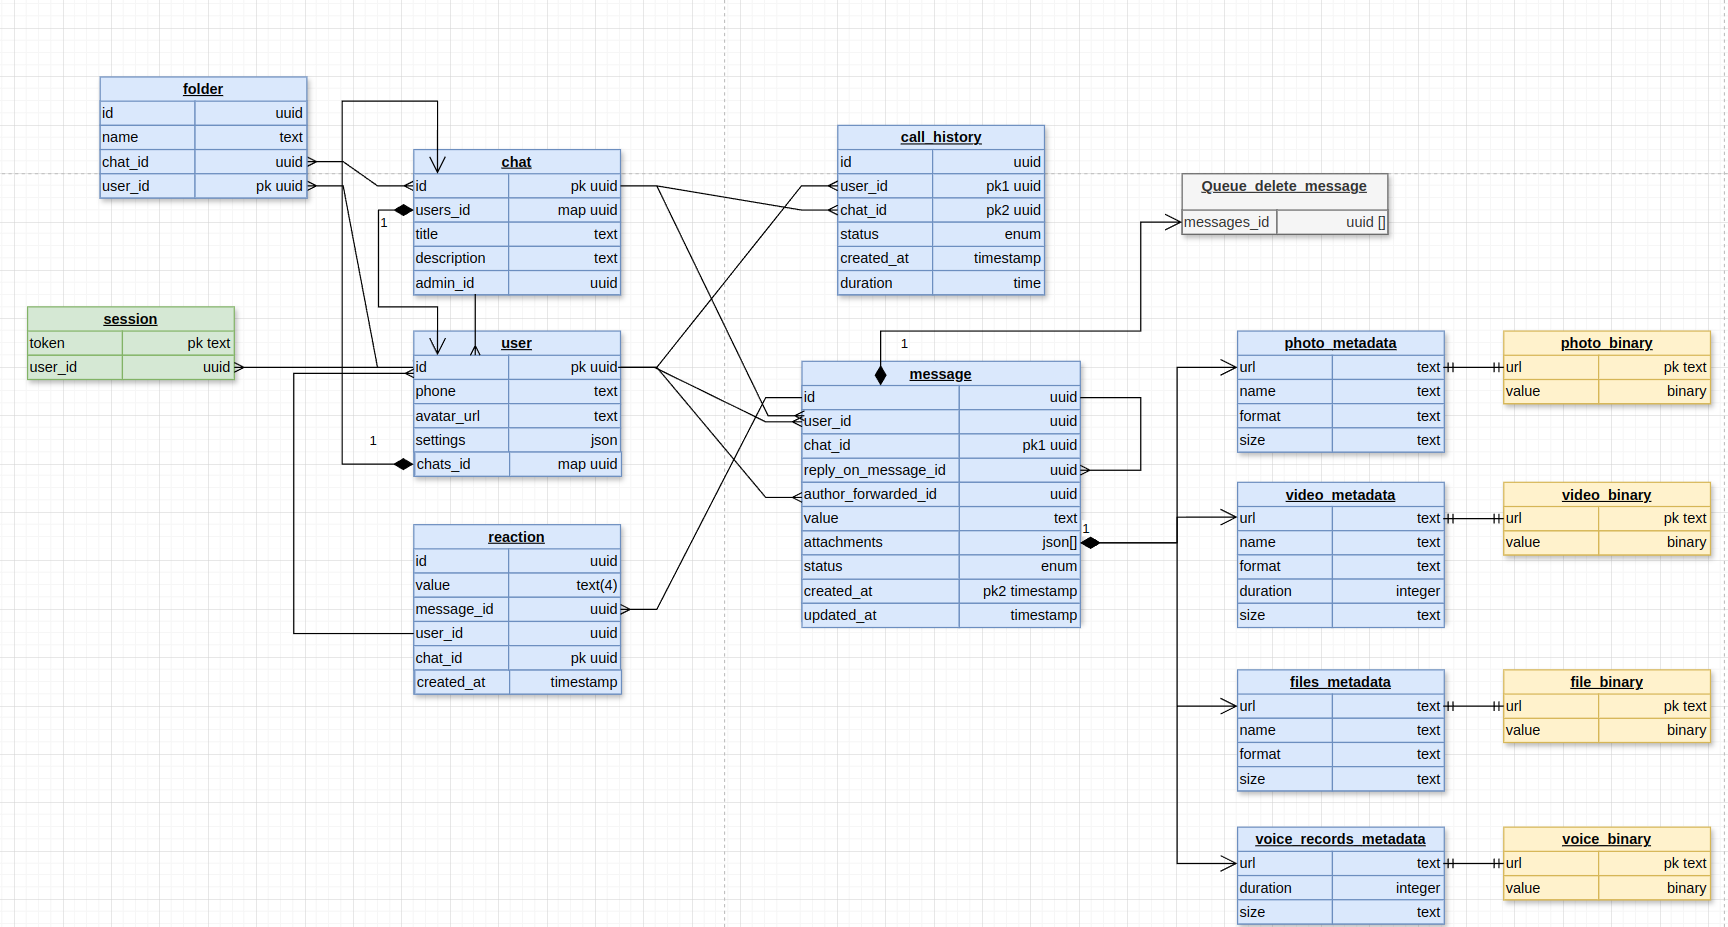 folder
id uuid
name text
chat_id uuid
user_id pk uuid
chat
id pk uuid
users_id map uuid
title text
description text
admin_id uuid
1
call_history
id uuid
user_id pk1 uuid
chat_id pk2 uuid
status enum
created_at timestamp
duration time
Queue_delete_message
messages_id uuid []
session
token pk text
user_id uuid
user
id pk uuid
phone text
avatar_url text
settings json
chats_id map uuid
1
1
message
id uuid
user_id uuid
chat_id pk1 uuid
reply_on_message_id uuid
author_forwarded_id uuid
value text
attachments json[]
status enum
created_at pk2 timestamp
updated_at timestamp
1
reaction
id uuid
value text(4)
message_id uuid
user_id uuid
chat_id pk uuid
created_at timestamp
photo_metadata
url text
name text
format text
size text
photo_binary
url pk text
value binary
video_metadata
url text
name text
format text
duration integer
size text
video_binary
url pk text
value binary
files_metadata
url text
name text
format text
size text
file_binary
url pk text
value binary
voice_records_metadata
url text
duration integer
size text
voice_binary
url pk text
value binary